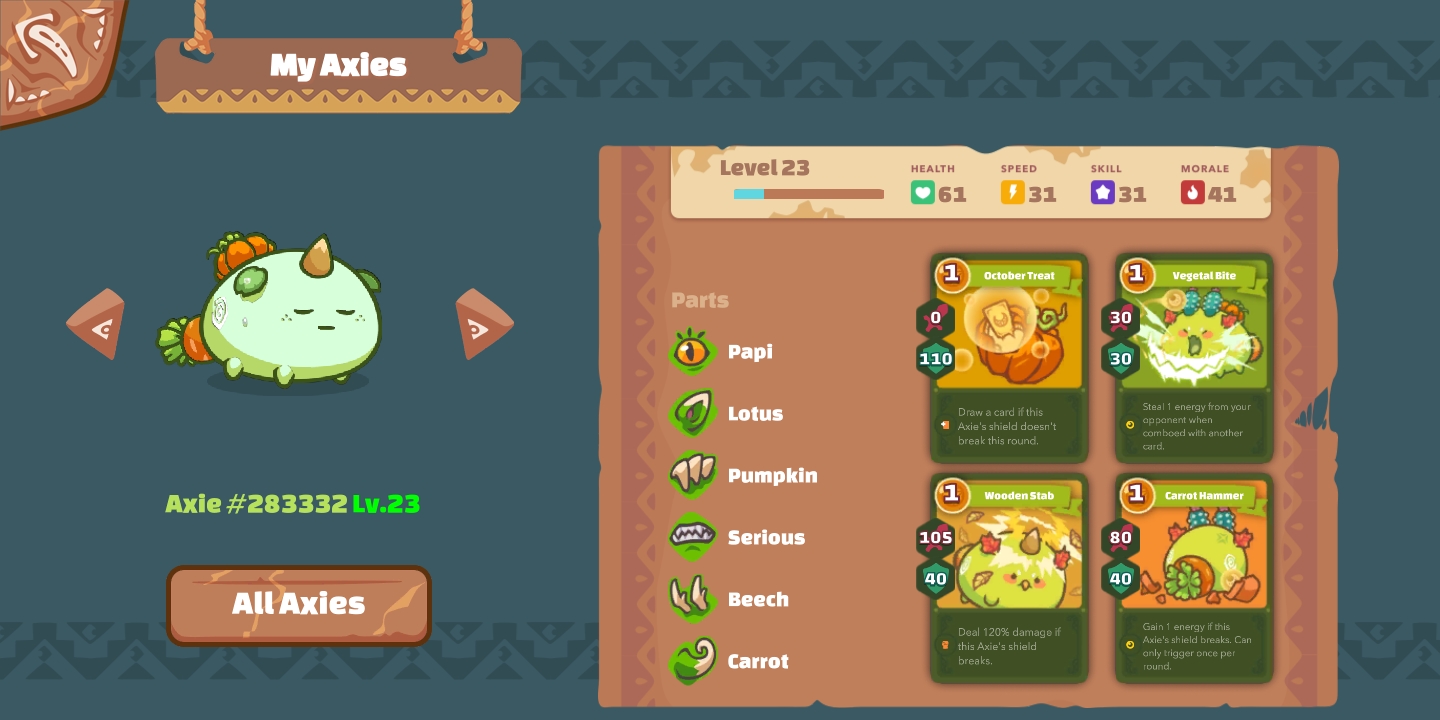 My Axies
Level 23
HEALTH
61
SPEED
31
SKILL
31
MORALE
41
Axie #283332 Lv.23
All Axies
Parts
Papi
Lotus
Pumpkin
Serious
Beech
Carrot
1
October Treat
0
110
Draw a card if this
Axie's shield doesn't
break this round.
1
Vegetal Bite
30
30
Steal 1 energy from your
opponent when
comboed with another
card.
1
Wooden Stab
105
40
Deal 120% damage if
this Axie's shield
breaks.
1
Carrot Hammer
80
40
Gain 1 energy if this
Axie's shield breaks. Can
only trigger once per
round.